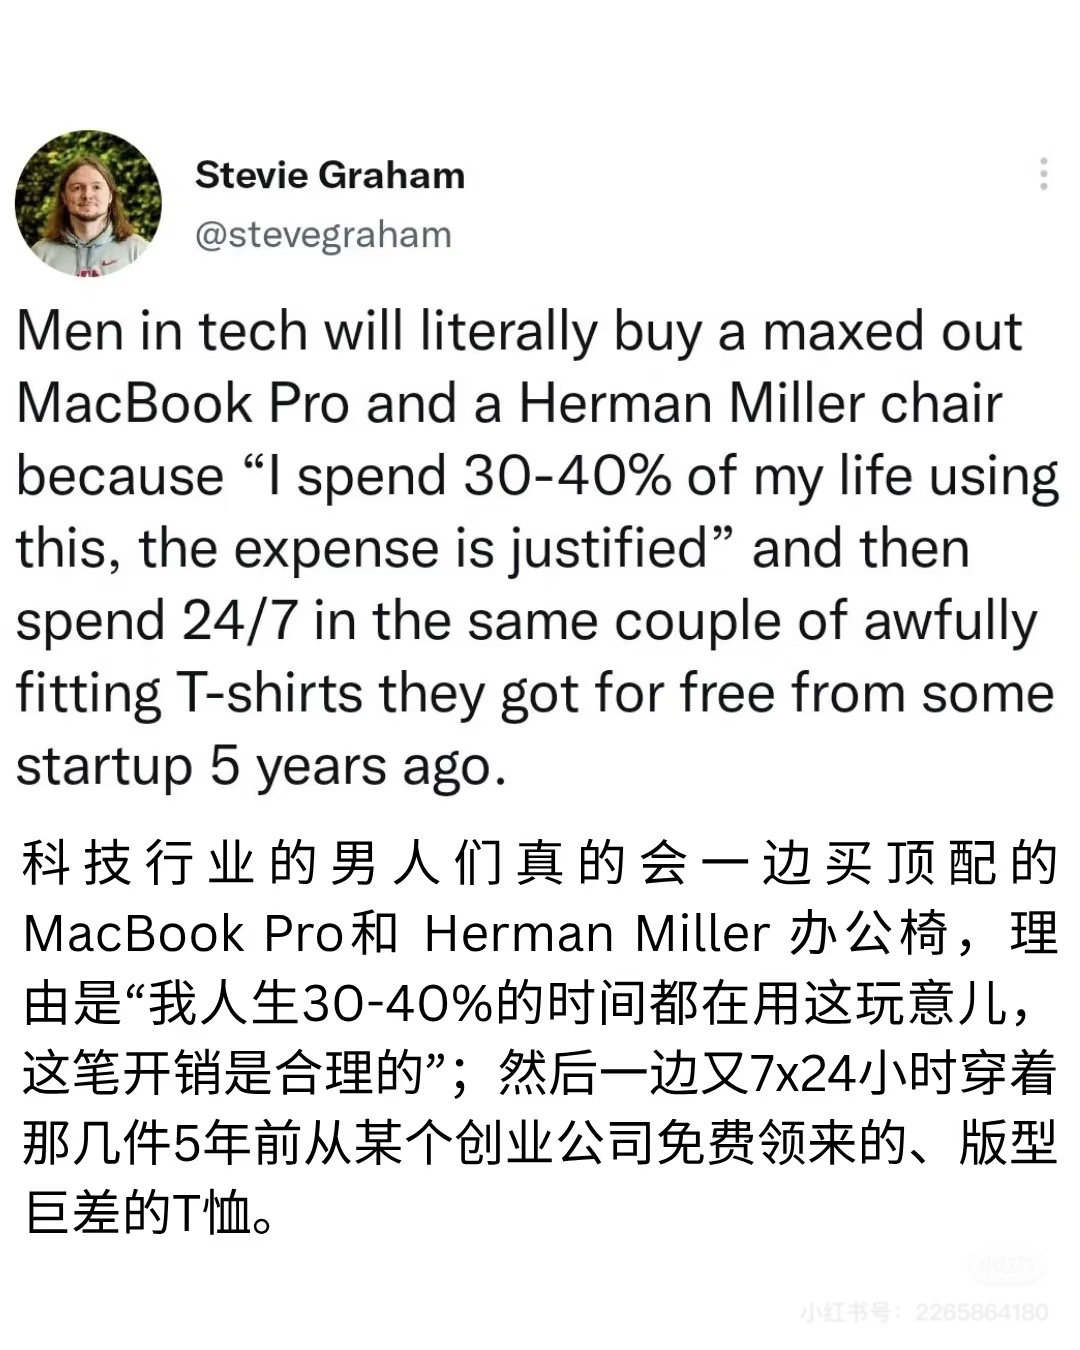 Stevie Graham
@stevegraham
Men in tech will literally buy a maxed out
MacBook Pro and a Herman Miller chair
because “I spend 30-40% of my life using
this, the expense is justified” and then
spend 24/7 in the same couple of awfully
fitting T-shirts they got for free from some
startup 5 years ago.
科技行业的男人们真的会一边买顶配的
MacBook Pro和 Herman Miller 办公椅，理
由是“我人生30-40%的时间都在用这玩意儿，
这笔开销是合理的”；然后一边又7x24小时穿着
那几件5年前从某个创业公司免费领来的、版型
巨差的T恤。
小红书
小红书号：2265864180